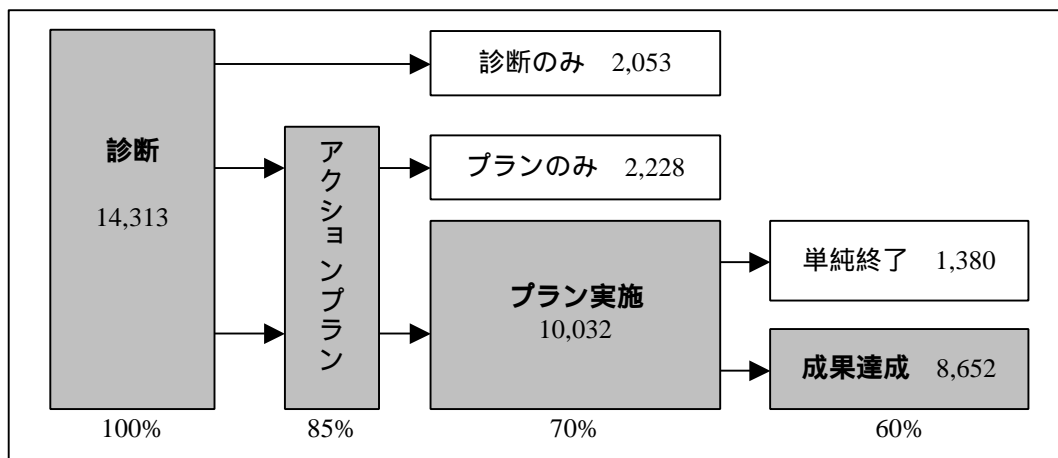 診断
14,313
アクションプラン
診断のみ 2,053
プランのみ 2,228
プラン実施
10,032
単純終了 1,380
成果達成 8,652
100%
85%
70%
60%